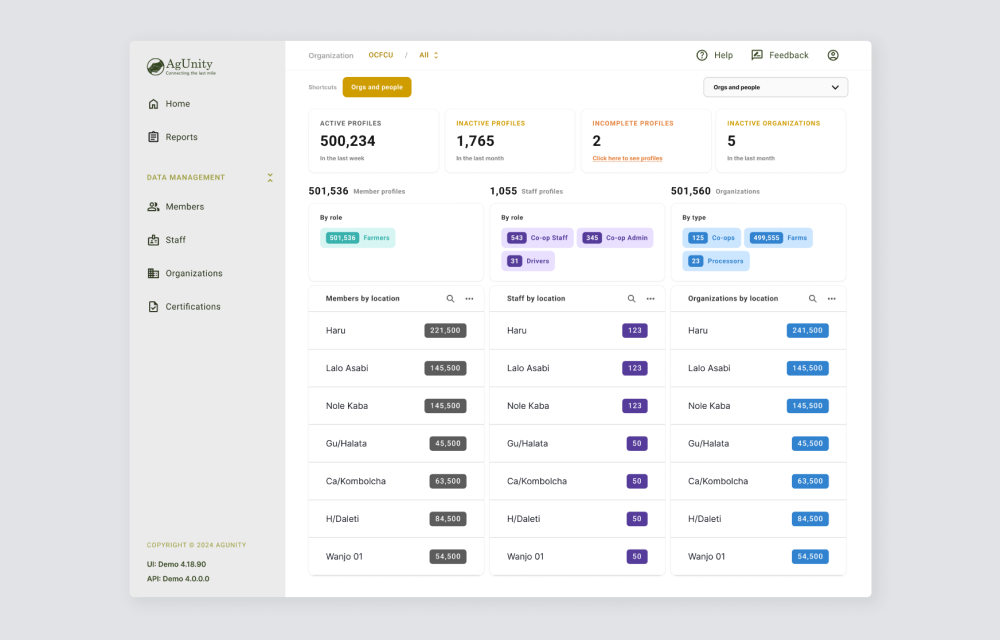 AgUnity
Connecting the last mile
Home
Reports
DATA MANAGEMENT
Members
Staff
Organizations
Certifications
COPYRIGHT © 2024 AGUNITY
UI: Demo 4.18.90
API: Demo 4.0.0.0
Organization OCFCU / All
Help Feedback
Shortcuts Orgs and people
Orgs and people
ACTIVE PROFILES
500,234
In the last week
INACTIVE PROFILES
1,765
In the last month
INCOMPLETE PROFILES
2
Click here to see profiles
INACTIVE ORGANIZATIONS
5
In the last month
501,536 Member profiles
By role
501,536 Farmers
1,055 Staff profiles
By role
543 Co-op Staff 345 Co-op Admin
31 Drivers
501,560 Organizations
By type
125 Co-ops 499,555 Farms
23 Processors
Members by location
Haru 221,500
Lalo Asabi 145,500
Nole Kaba 145,500
Gu/Halata 45,500
Ca/Kombolcha 63,500
H/Daleti 84,500
Wanjo 01 54,500
Staff by location
Haru 123
Lalo Asabi 123
Nole Kaba 123
Gu/Halata 50
Ca/Kombolcha 50
H/Daleti 50
Wanjo 01 50
Organizations by location
Haru 241,500
Lalo Asabi 145,500
Nole Kaba 145,500
Gu/Halata 45,500
Ca/Kombolcha 63,500
H/Daleti 84,500
Wanjo 01 54,500